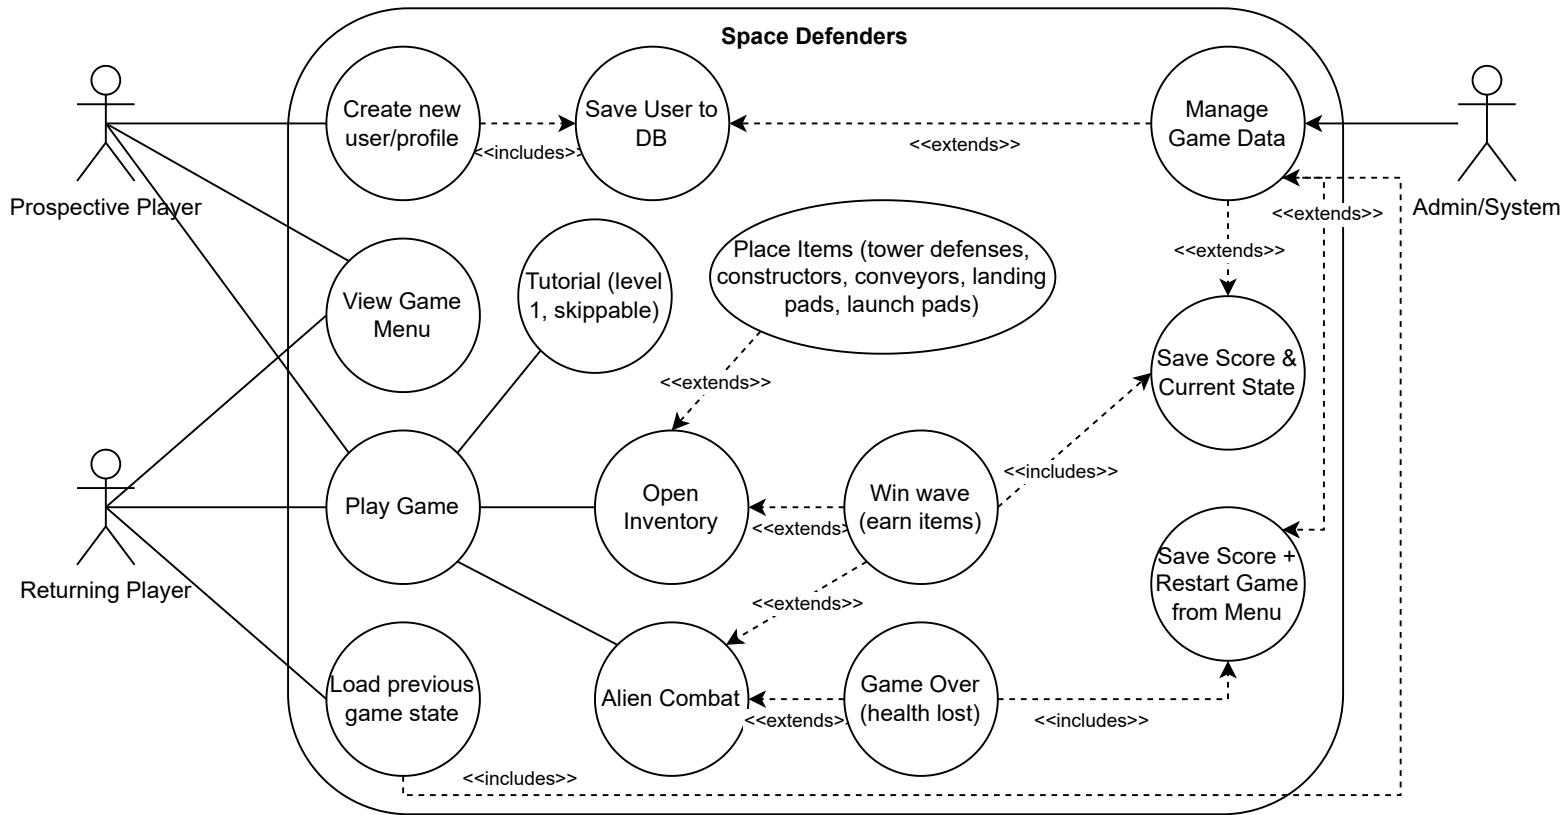 Space Defenders
Create new
user/profile
<<includes>>
Save User to
DB
<<extends>>
Manage
Game Data
Prospective Player
Admin/System
<<extends>>
<<extends>>
View Game
Menu
Tutorial (level
1, skippable)
Place Items (tower defenses,
constructors, conveyors, landing
pads, launch pads)
<<extends>>
Save Score &
Current State
<<includes>>
Play Game
Open
Inventory
<<extends>>
Win wave
(earn items)
Save Score +
Restart Game
from Menu
Returning Player
<<extends>>
Load previous
game state
Alien Combat
<<extends>>
Game Over
(health lost)
<<includes>>
<<includes>>